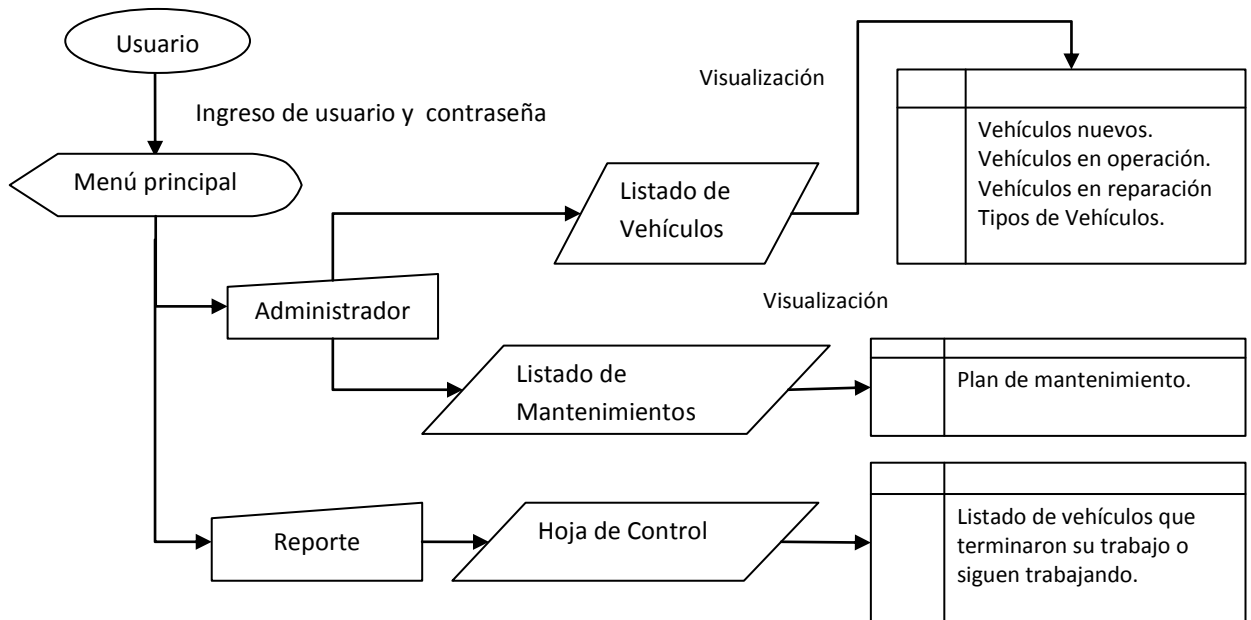 Usuario
Ingreso de usuario y contraseña
Menú principal
Visualización
Listado de
Vehículos
Vehículos nuevos.
Vehículos en operación.
Vehículos en reparación
Tipos de Vehículos.
Administrador
Visualización
Listado de
Mantenimientos
Plan de mantenimiento.
Reporte
Hoja de Control
Listado de vehículos que
terminaron su trabajo o
siguen trabajando.